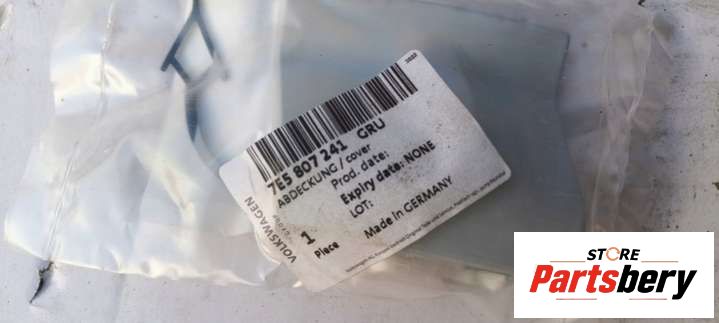 7E5 807 241 GRU
ABDECKUNG / cover
Prod. date:
Expiry date: NONE
LOT:
1
Piece
Made in GERMANY
VOLKSWAGEN
STORE
Partsbery